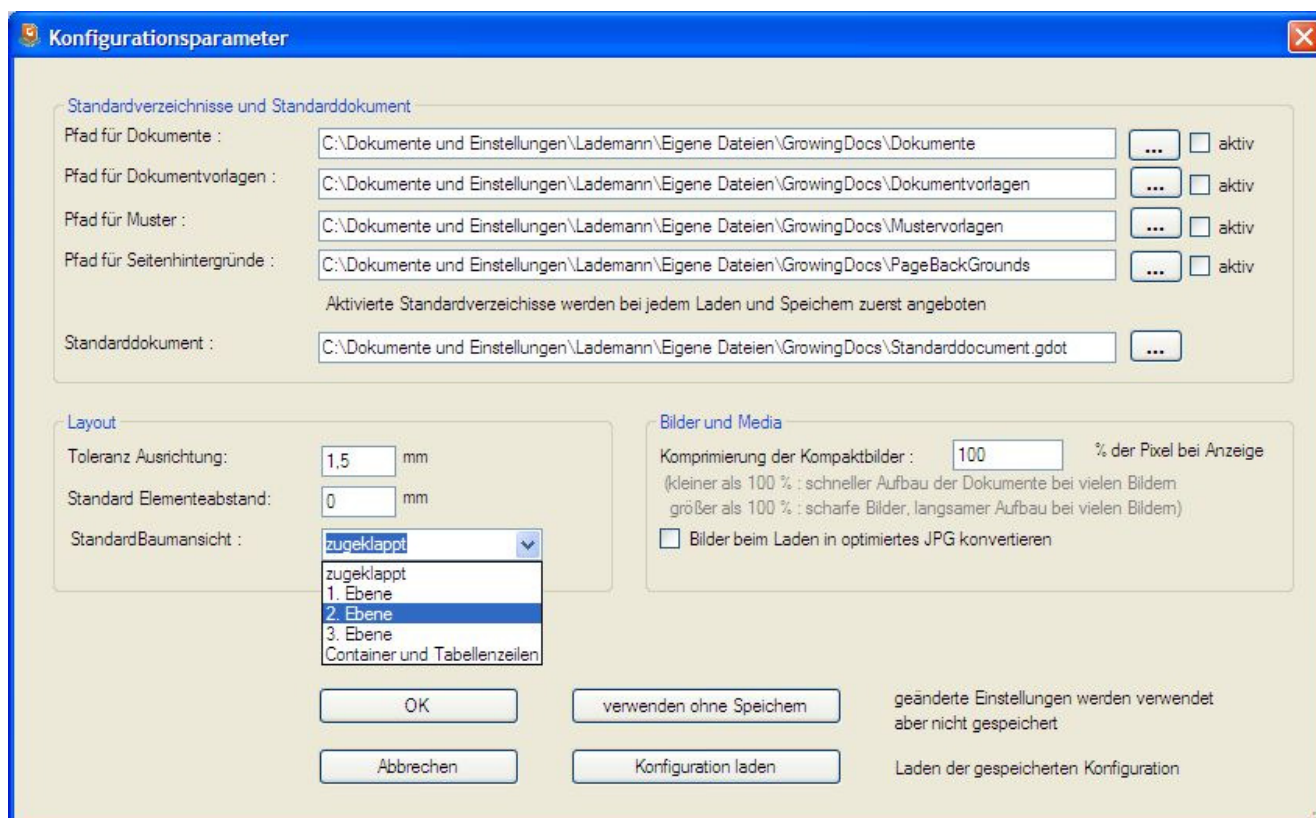 Konfigurationsparameter
Standardverzeichnisse und Standarddokument
Pfad für Dokumente :
C:\Dokumente und Einstellungen\Lademann\Eigene Dateien\GrowingDocs\Dokumente
...
aktiv
Pfad für Dokumentvorlagen :
C:\Dokumente und Einstellungen\Lademann\Eigene Dateien\GrowingDocs\Dokumentvorlagen
...
aktiv
Pfad für Muster :
C:\Dokumente und Einstellungen\Lademann\Eigene Dateien\GrowingDocs\Mustervorlagen
...
aktiv
Pfad für Seitenhintergründe :
C:\Dokumente und Einstellungen\Lademann\Eigene Dateien\GrowingDocs\PageBackGrounds
...
aktiv
Aktivierte Standardverzeichisse werden bei jedem Laden und Speichern zuerst angeboten
Standarddokument :
C:\Dokumente und Einstellungen\Lademann\Eigene Dateien\GrowingDocs\Standarddocument.gdot
...
Layout
Toleranz Ausrichtung:
1,5
mm
Standard Elementeabstand:
0
mm
StandardBaumansicht :
zugeklappt
zugeklappt
1. Ebene
2. Ebene
3. Ebene
Container und Tabellenzeilen
Bilder und Media
Komprimierung der Kompaktbilder :
100
% der Pixel bei Anzeige
(kleiner als 100 % : schneller Aufbau der Dokumente bei vielen Bildern
größer als 100 % : scharfe Bilder, langsamer Aufbau bei vielen Bildern)
Bilder beim Laden in optimiertes JPG konvertieren
OK
verwenden ohne Speichern
geänderte Einstellungen werden verwendet
aber nicht gespeichert
Abbrechen
Konfiguration laden
Laden der gespeicherten Konfiguration